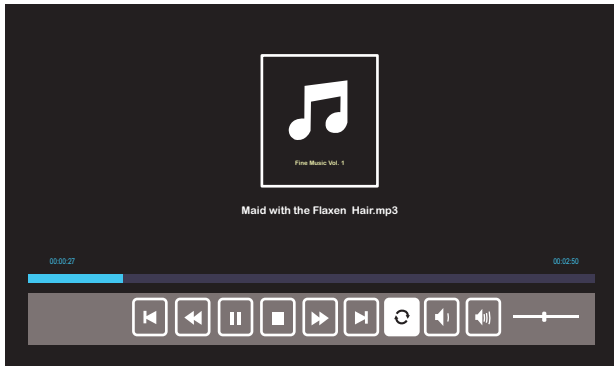 Fine Music Vol. 1
Maid with the Flaxen  Hair.mp3
00:00:27
00:02:50